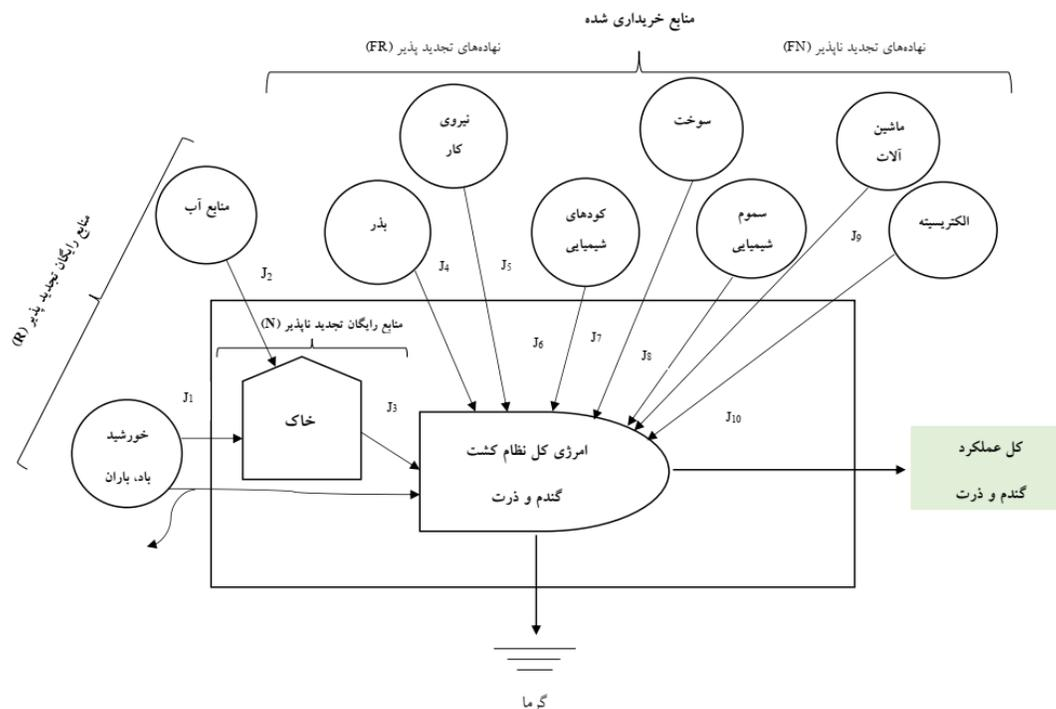 منابع خریداری شده
نهاده‌های تجدید ناپذیر (FN)
نهاده‌های تجدید پذیر (FR)
ماشین
آلات
سوخت
نیروی
کار
الکتریسیته
سموم
شیمیایی
کودهای
شیمیایی
بذر
منابع آب
منابع رایگان تجدید پذیر (R)
J9
J5
J4
J2
منابع رایگان تجدید ناپذیر (N)
J6
J7
J8
J10
J1
J3
خاک
خورشید
باد، باران
امرژی کل نظام کشت
گندم و ذرت
کل عملکرد
گندم و ذرت
گرما